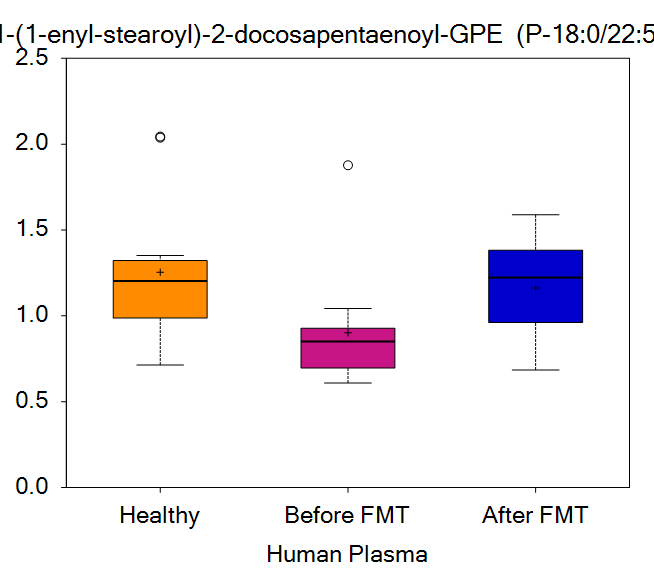 1-(1-enyl-stearoyl)-2-docosapentaenoyl-GPE (P-18:0/22:5
2.5
2.0
1.5
1.0
0.5
0.0
Healthy Before FMT After FMT
Human Plasma